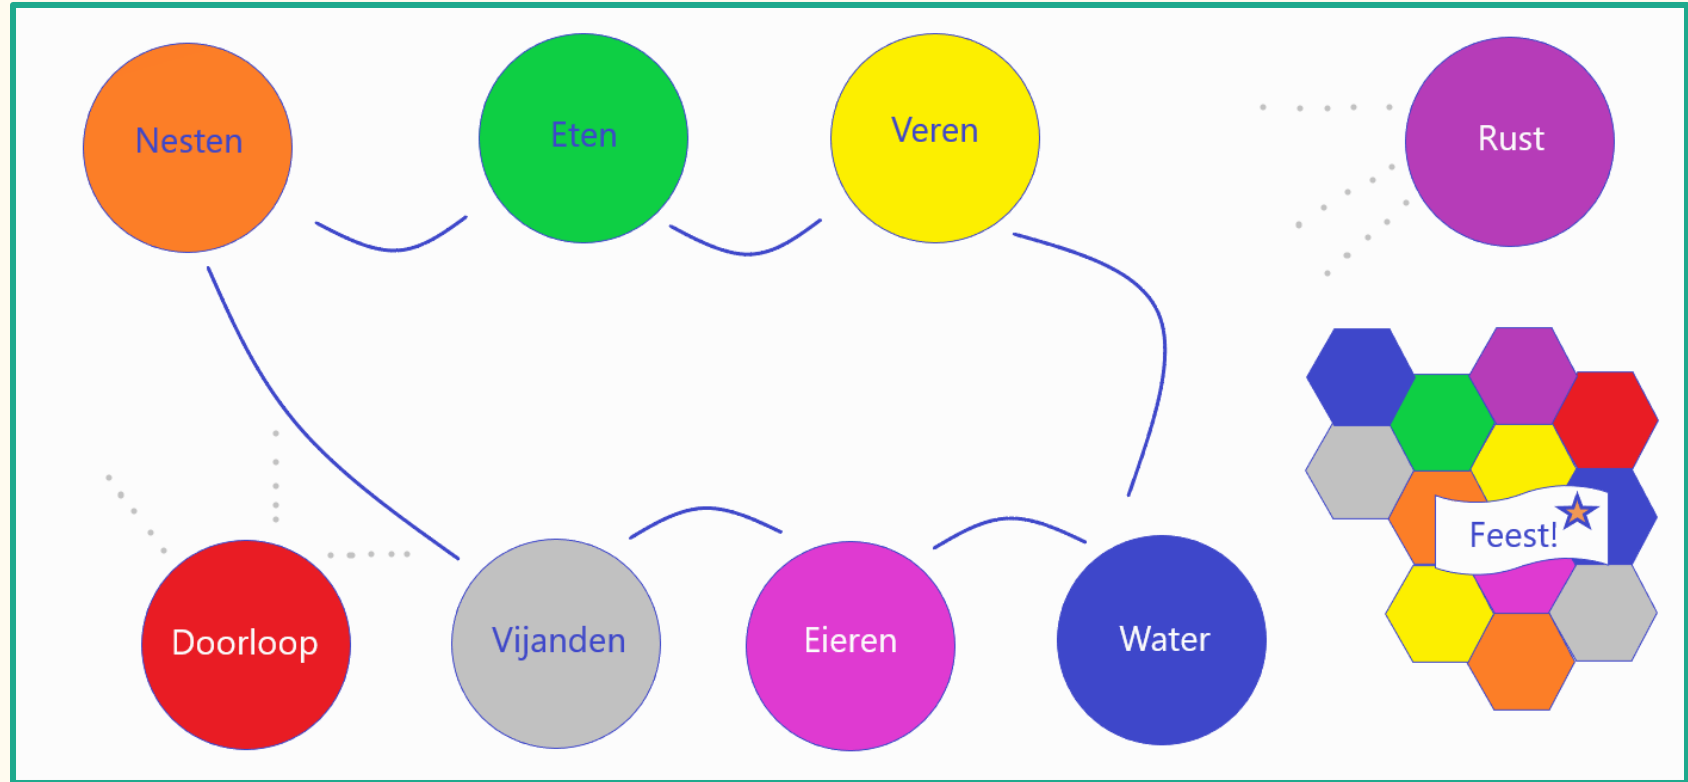 Nesten
Eten
Veren
Rust
Feest!
Doorloop
Vijanden
Eieren
Water